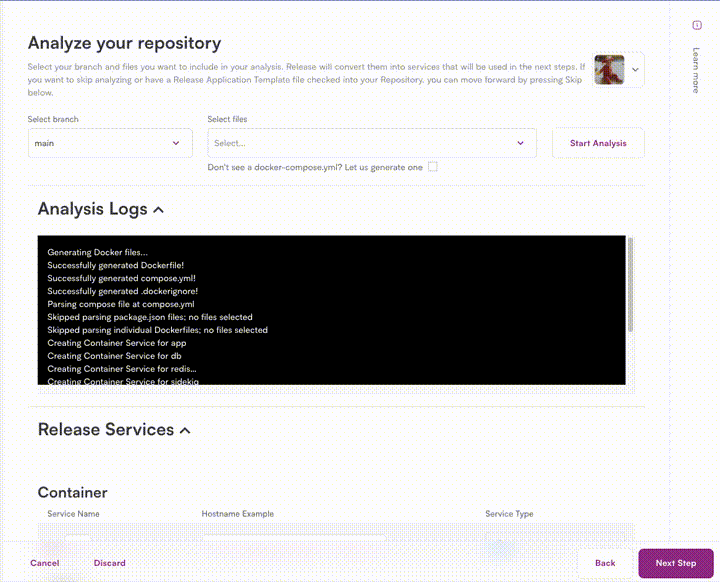 Analyze your repository
Select your branch and files you want to include in your analysis. Release will convert them into services that will be used in the next steps. If
you want to skip analyzing or have a Release Application Template file checked into your Repository, you can move forward by pressing Skip
below.
Learn more
Select branch
Select files
main
Select...
Start Analysis
Don't see a docker-compose.yml? Let us generate one
Analysis Logs
Generating Docker files...
Successfully generated Dockerfile!
Successfully generated compose.yml!
Successfully generated .dockerignore!
Parsing compose file at compose.yml
Skipped parsing package.json files; no files selected
Skipped parsing individual Dockerfiles; no files selected
Creating Container Service for app
Creating Container Service for db
Creating Container Service for redis...
Creating Container Service for sidekiq
Release Services
Container
Service Name
Hostname Example
Service Type
Cancel
Discard
Back
Next Step